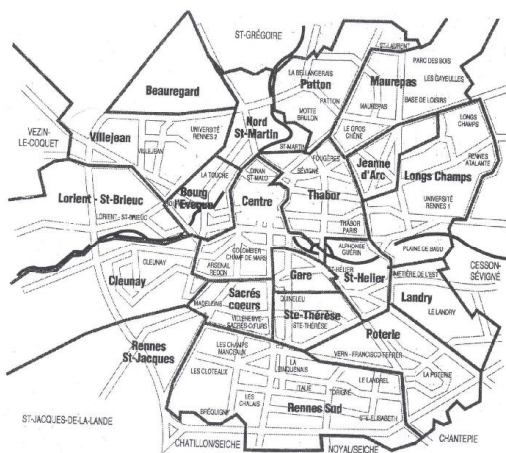 ST-GRÉGOIRE
ST-LAURENT
PARC DES BOIS
LA BELLANGERAIS
Patton
Maurepas
LES GAYEULLES
Beauregard
PATTON
MAUREPAS
BASE DE LOISIRS
MOTTE
BRULON
Nord
St-Martin
LONGS
CHAMPS
VEZIN-
LE-COQUET
Villejean
UNIVERSITÉ
RENNES 2
LE GROS
CHÊNE
VILLEJEAN
ST-MARTIN
FOUGÈRES
Jeanne
d'Arc
RENNES
ATALANTE
LA TOUCHE
DINAN
ST-MALO
SÉVIGNÉ
Longs Champs
Bourg
l'Evèque
Lorient - St-Brieuc
Centre
Thabor
UNIVERSITÉ
RENNES 1
LORIENT - ST-BRIEUC
THABOR
PARIS
COLOMBIER
CHAMP DE MARS
ALPHONSE
GUÉRIN
PLAINE DE BAUD
CESSON-
SÉVIGNÉ
CLEUNAY
ARSENAL
REDON
Gare
ST-HÉLIER
St-Hélier
CIMETIÈRE DE L'EST
Cleunay
Sacrés
coeurs
QUINELEU
Landry
MADELEINE
VILLENEUVE-
SACRÉS-CŒURS
Ste-Thérèse
STE-THÉRÈSE
LE LANDRY
Poterie
Rennes
St-Jacques
LES CHAMPS
MANCEAUX
VERN - FRANCISCO-FERRER
LA
BINQUENAIS
LES CLOTEAUX
LE LANDREL
LA POTERIE
ITALIE
LES
CHALAIS
Rennes Sud
BRÉQUIGNY
STE-ELISABETH
ST-JACQUES-DE-LA-LANDE
CHATILLON/SEICHE
NOYAL/SEICHE
CHANTEPIE